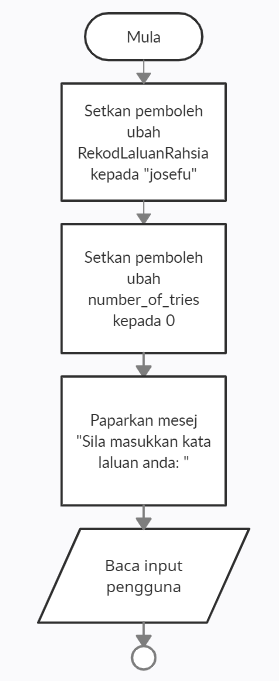 Mula
Setkan pemboleh
ubah
RekodLaluanRahsia
kepada "josefu"
Setkan pemboleh
ubah
number_of_tries
kepada 0
Paparkan mesej
"Sila masukkan kata
laluan anda: "
Baca input
pengguna